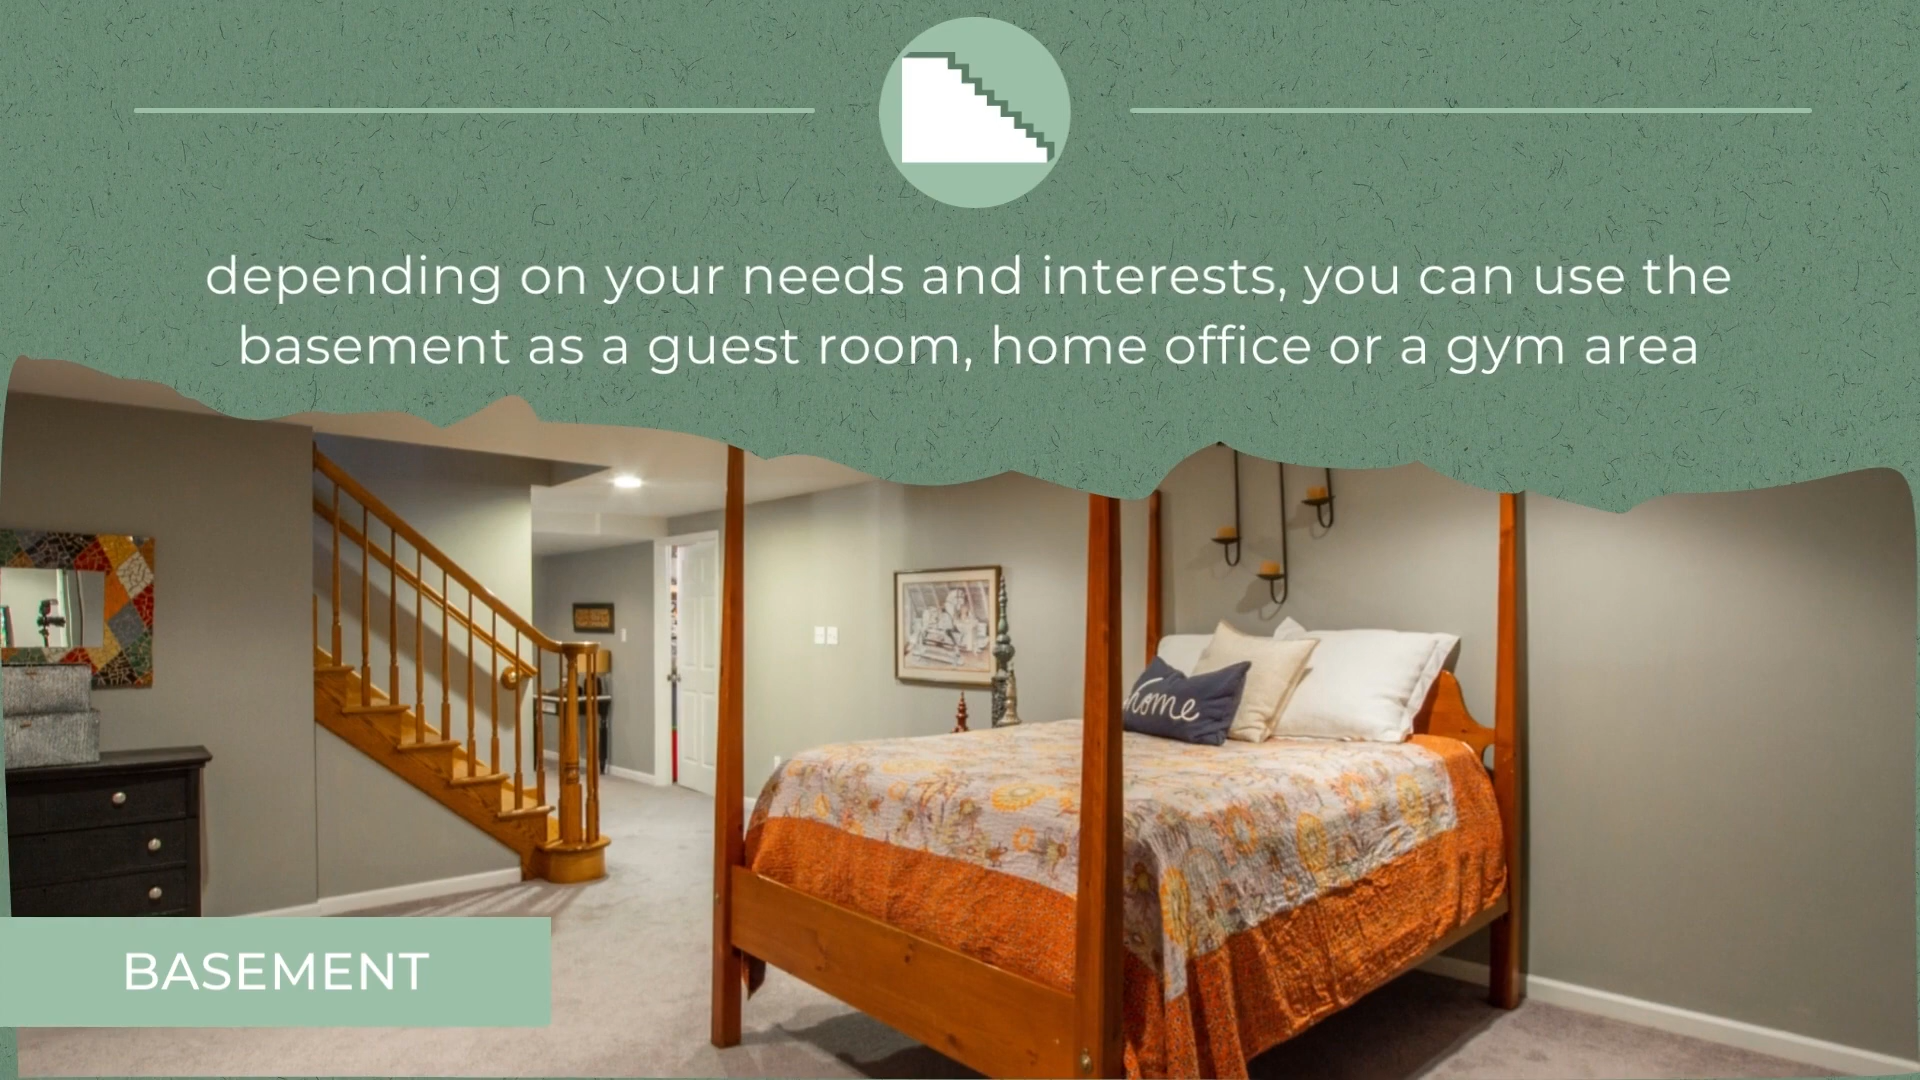 depending on your needs and interests, you can use the
basement as a guest room, home office or a gym area
home
BASEMENT